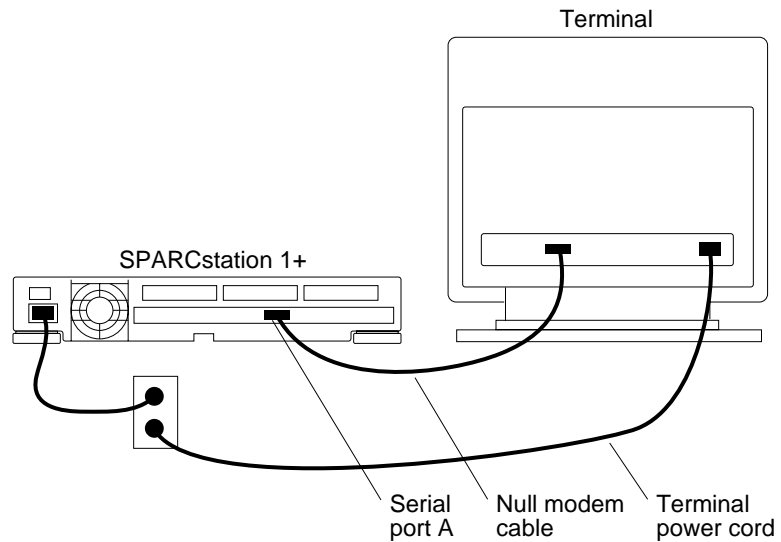 Terminal
SPARCstation 1+
Serial
port A
Null modem
cable
Terminal
power cord